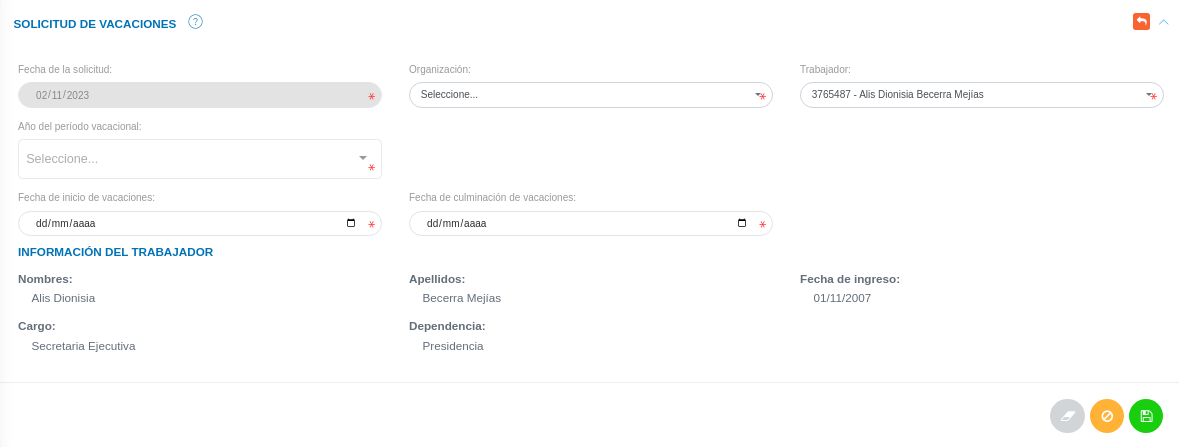 SOLICITUD DE VACACIONES ?
Fecha de la solicitud: Organización: Trabajador:
02/11/2023 * Seleccione... * 3765487 - Alis Dionisia Becerra Mejías *
Año del período vacacional:
Seleccione... *
Fecha de inicio de vacaciones: Fecha de culminación de vacaciones:
dd/mm/aaaa * dd/mm/aaaa *
INFORMACIÓN DEL TRABAJADOR
Nombres: Apellidos: Fecha de ingreso:
Alis Dionisia Becerra Mejías 01/11/2007
Cargo: Dependencia:
Secretaria Ejecutiva Presidencia